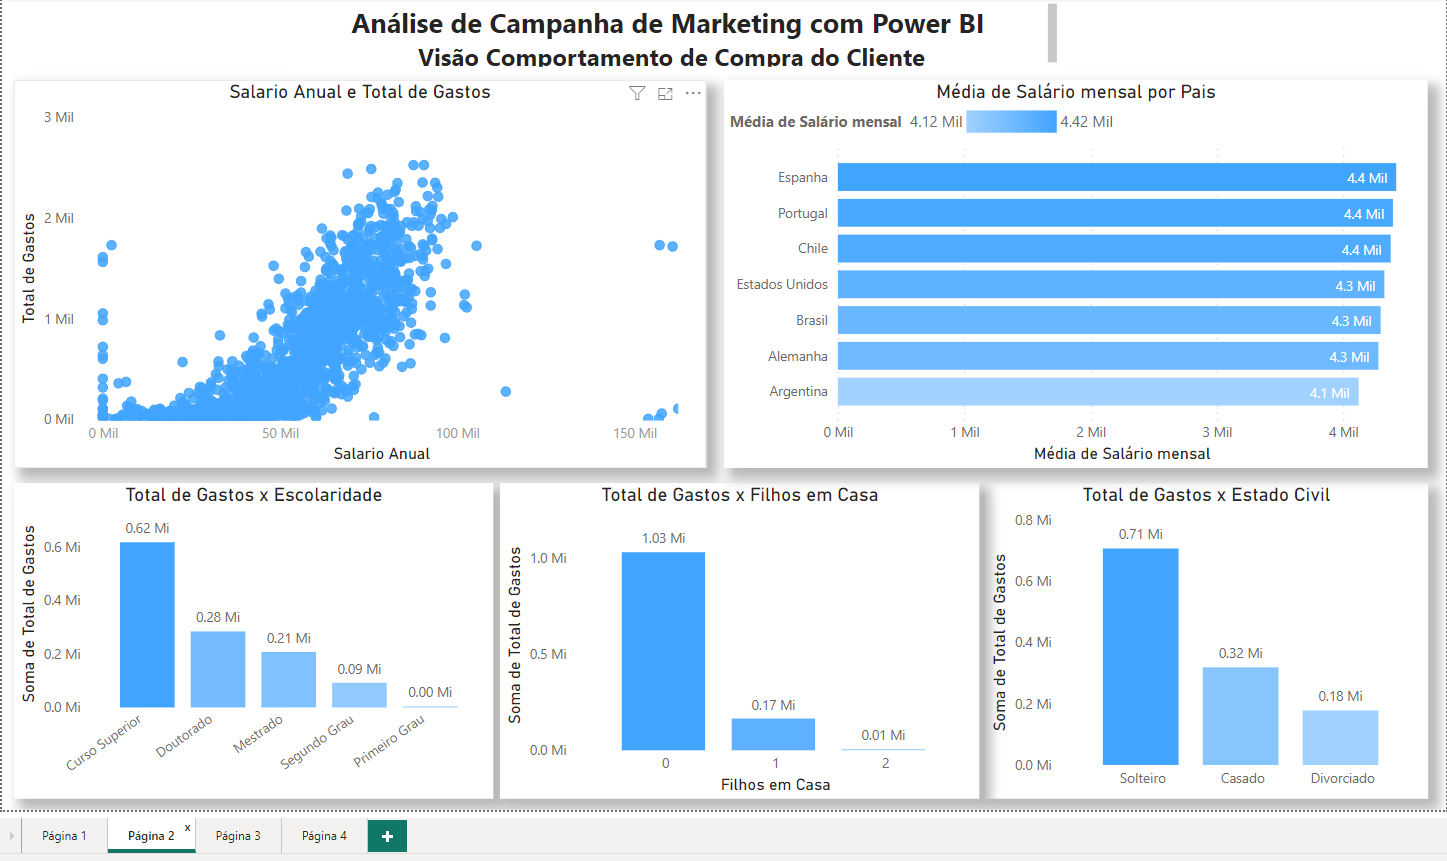 Análise de Campanha de Marketing com Power BI
Visão Comportamento de Compra do Cliente
Salario Anual e Total de Gastos
Total de Gastos
3 Mil
2 Mil
1 Mil
0 Mil
0 Mil
50 Mil
100 Mil
150 Mil
Salario Anual
Média de Salário mensal por Pais
Média de Salário mensal 4.12 Mil 4.42 Mil
Espanha 4.4 Mil
Portugal 4.4 Mil
Chile 4.4 Mil
Estados Unidos 4.3 Mil
Brasil 4.3 Mil
Alemanha 4.3 Mil
Argentina 4.1 Mil
0 Mil 1 Mil 2 Mil 3 Mil 4 Mil
Média de Salário mensal
Total de Gastos x Escolaridade
Soma de Total de Gastos
0.6 Mi
0.4 Mi
0.2 Mi
0.0 Mi
0.62 Mi
0.28 Mi
0.21 Mi
0.09 Mi
0.00 Mi
Curso Superior
Doutorado
Mestrado
Segundo Grau
Primeiro Grau
Total de Gastos x Filhos em Casa
Soma de Total de Gastos
1.0 Mi
0.5 Mi
0.0 Mi
1.03 Mi
0.17 Mi
0.01 Mi
0 1 2
Filhos em Casa
Total de Gastos x Estado Civil
Soma de Total de Gastos
0.8 Mi
0.6 Mi
0.4 Mi
0.2 Mi
0.0 Mi
0.71 Mi
0.32 Mi
0.18 Mi
Solteiro Casado Divorciado
Página 1 Página 2 x Página 3 Página 4 +